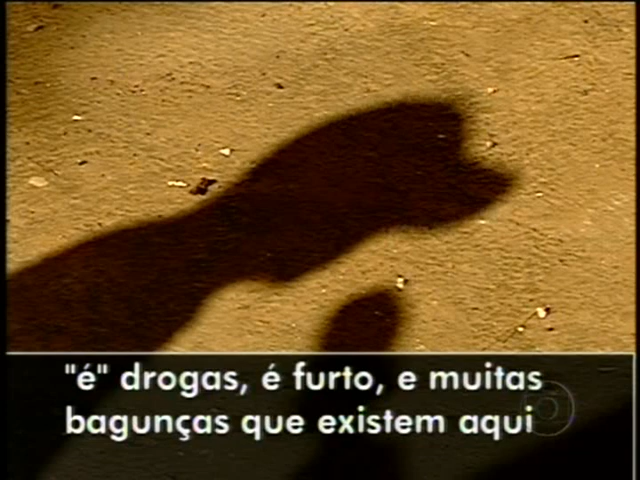 "é" drogas, é furto, e muitas
bagunças que existem aqui